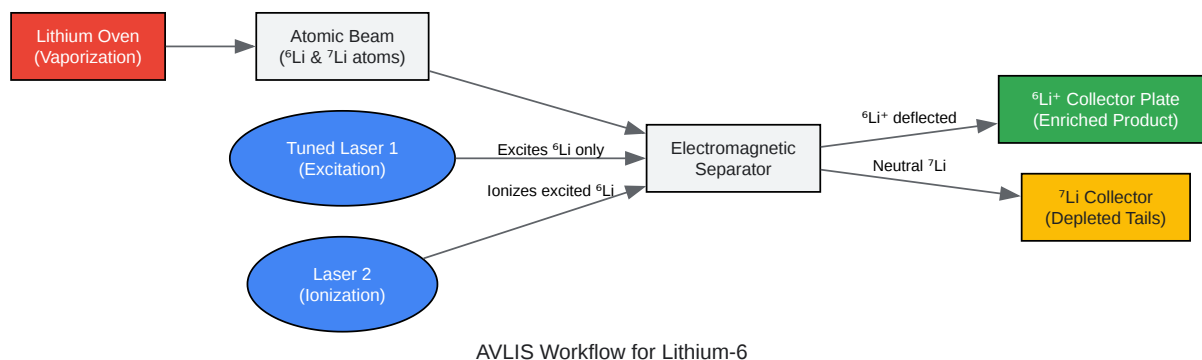 Lithium Oven
(Vaporization)
Atomic Beam
(⁶Li & ⁷Li atoms)
Tuned Laser 1
(Excitation)
Excites ⁶Li only
Ionizes excited ⁶Li
Laser 2
(Ionization)
Electromagnetic
Separator
⁶Li⁺ deflected
Neutral ⁷Li
⁶Li⁺ Collector Plate
(Enriched Product)
⁷Li Collector
(Depleted Tails)
AVLIS Workflow for Lithium-6